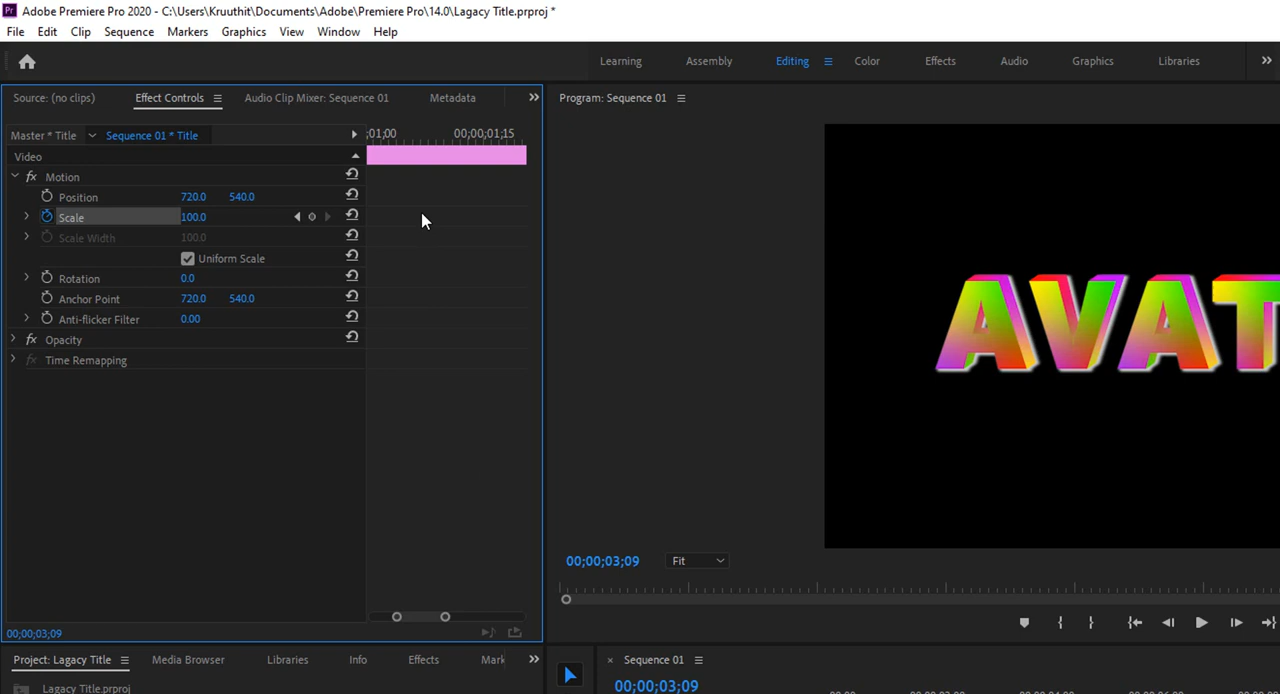 Pr Adobe Premiere Pro 2020 - C:\Users\Kruuthit\Documents\Adobe\Premiere Pro\14.0\Lagacy Title.prproj *
File Edit Clip Sequence Markers Graphics View Window Help
Learning Assembly Editing Color Effects Audio Graphics Libraries
Source: (no clips) Effect Controls Audio Clip Mixer: Sequence 01 Metadata
Program: Sequence 01
Master * Title Sequence 01 * Title
;01;00 00;00;01;15
Video
fx Motion
Position 720.0 540.0
Scale 100.0
Scale Width 100.0
Uniform Scale
Rotation 0.0
Anchor Point 720.0 540.0
Anti-flicker Filter 0.00
fx Opacity
fx Time Remapping
AVAT
00;00;03;09 Fit
00;00;03;09
Project: Lagacy Title Media Browser Libraries Info Effects Mark
× Sequence 01
Lagacy Title.prproj
00;00;03;09